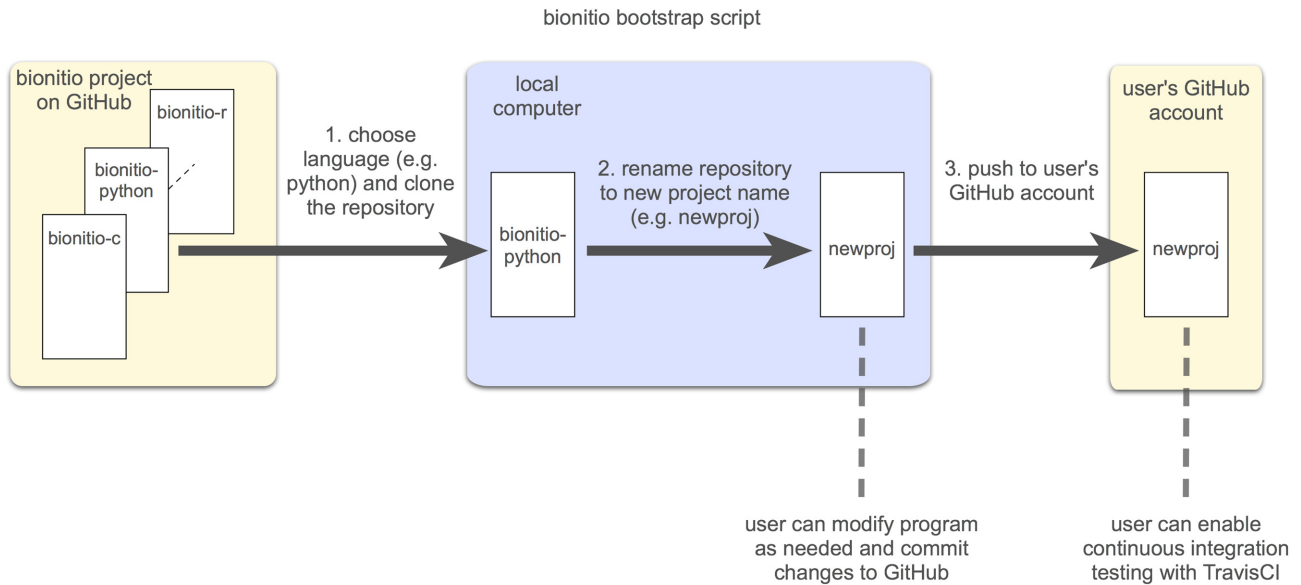 bionitio bootstrap script
bionitio project
on GitHub
bionitio-r
bionitio-
python
bionitio-c
1. choose
language (e.g.
python) and clone
the repository
local
computer
bionitio-
python
2. rename repository
to new project name
(e.g. newproj)
newproj
3. push to user's
GitHub account
user's GitHub
account
newproj
user can modify program
as needed and commit
changes to GitHub
user can enable
continuous integration
testing with TravisCI